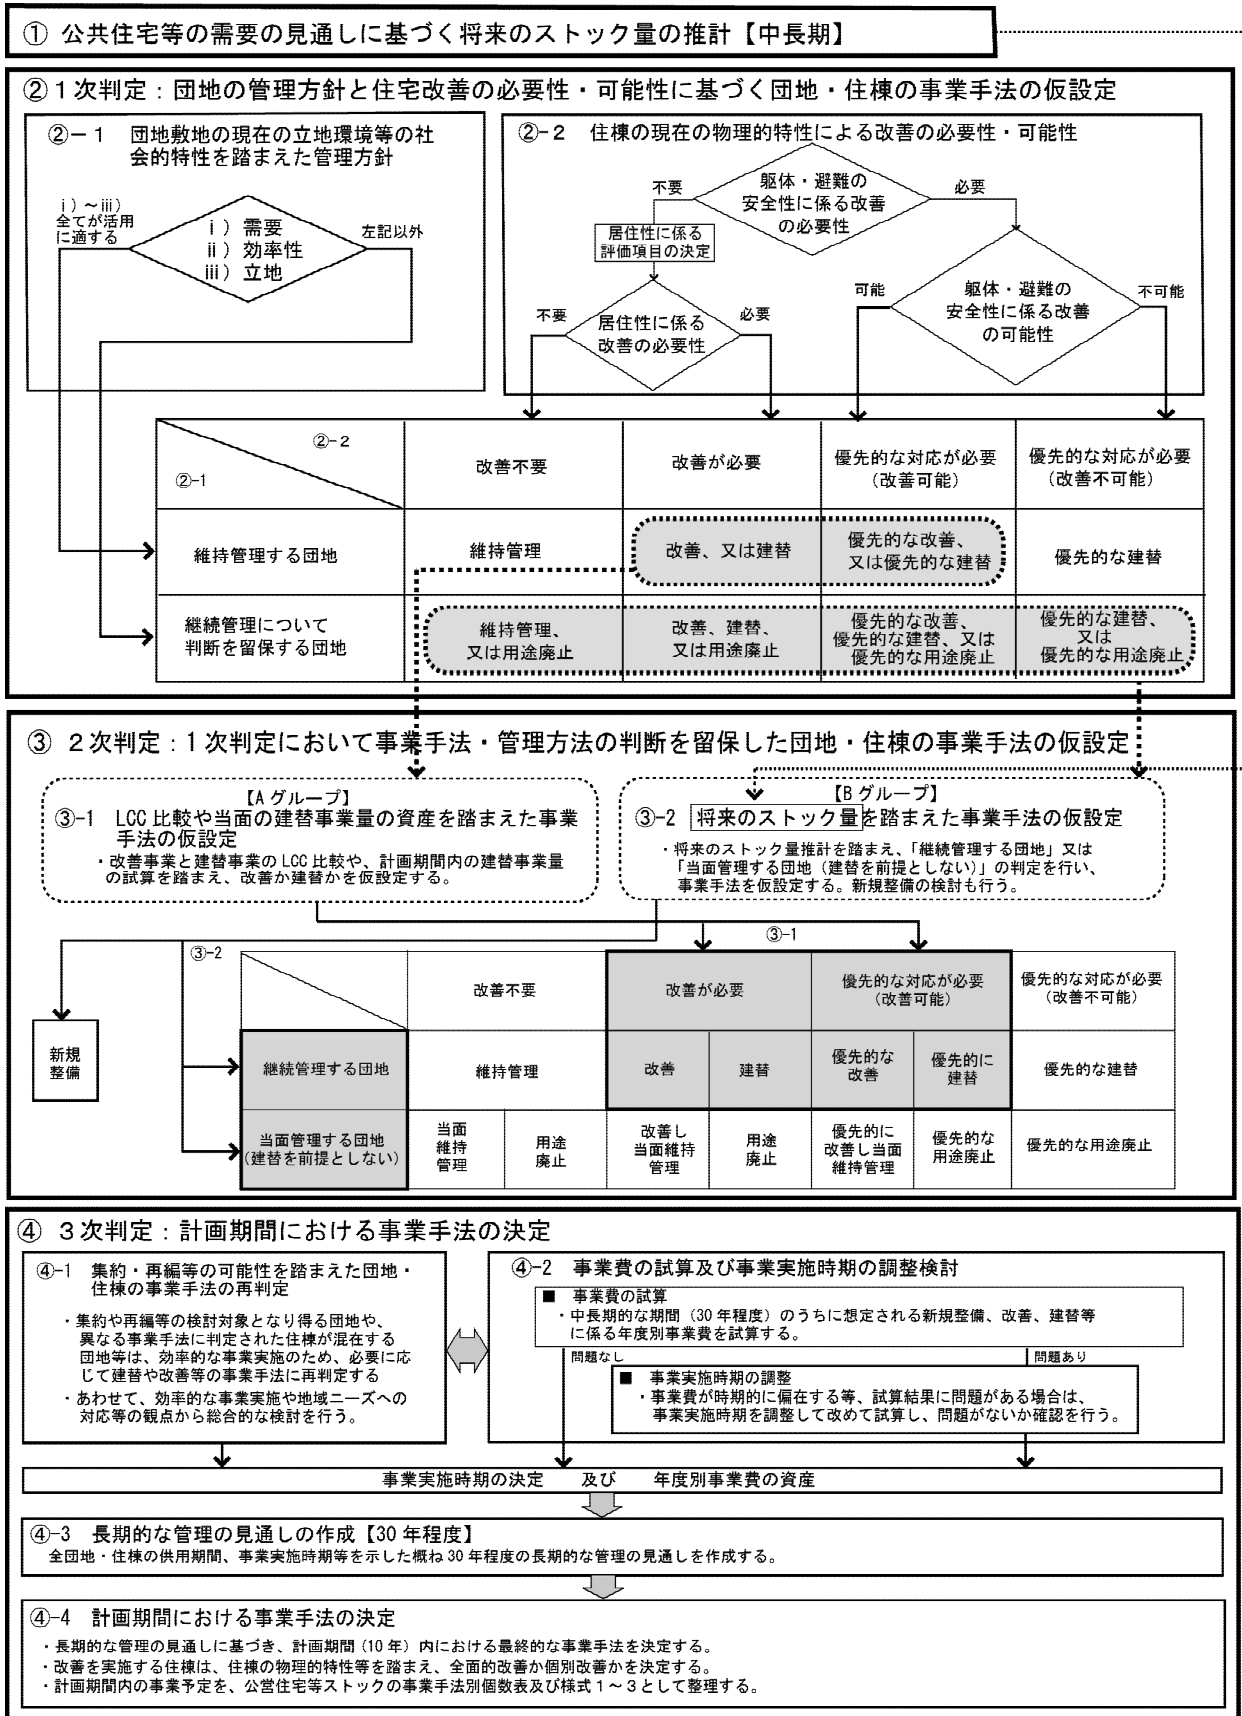 ① 公共住宅等の需要の見通しに基づく将来のストック量の推計【中長期】
②１次判定：団地の管理方針と住宅改善の必要性・可能性に基づく団地・住棟の事業手法の仮設定
②－１ 団地敷地の現在の立地環境等の社
会的特性を踏まえた管理方針
ⅰ）～ⅲ）
全てが活用
に適する
ⅰ）需要
ⅱ）効率性
ⅲ）立地
左記以外
②-２ 住棟の現在の物理的特性による改善の必要性・可能性
不要
躯体・避難の
安全性に係る改善
の必要性
必要
居住性に係る
評価項目の決定
不要
居住性に係る
改善の必要性
必要
可能
躯体・避難の
安全性に係る改善
の可能性
不可能
②-２
②-1
改善不要
改善が必要
優先的な対応が必要
（改善可能）
優先的な対応が必要
（改善不可能）
維持管理する団地
維持管理
改善、又は建替
優先的な改善、
又は優先的な建替
優先的な建替
継続管理について
判断を留保する団地
維持管理、
又は用途廃止
改善、建替、
又は用途廃止
優先的な改善、
優先的な建替、又は
優先的な用途廃止
優先的な建替、
又は
優先的な用途廃止
③ ２次判定：１次判定において事業手法・管理方法の判断を留保した団地・住棟の事業手法の仮設定
【Aグループ】
③-1 LCC比較や当面の建替事業量の資産を踏まえた事業
手法の仮設定
・改善事業と建替事業のLCC比較や、計画期間内の建替事業量
の試算を踏まえ、改善か建替かを仮設定する。
【Bグループ】
③-2 将来のストック量を踏まえた事業手法の仮設定
・将来のストック量推計を踏まえ、「継続管理する団地」又は
「当面管理する団地（建替を前提としない）」の判定を行い、
事業手法を仮設定する。新規整備の検討も行う。
③-1
③-2
改善不要
改善が必要
優先的な対応が必要
（改善可能）
優先的な対応が必要
（改善不可能）
新規
整備
継続管理する団地
維持管理
改善
建替
優先的な
改善
優先的に
建替
優先的な建替
当面管理する団地
（建替を前提としない）
当面
維持
管理
用途
廃止
改善し
当面維持
管理
用途
廃止
優先的に
改善し当面
維持管理
優先的な
用途廃止
優先的な用途廃止
④ ３次判定：計画期間における事業手法の決定
④-1 集約・再編等の可能性を踏まえた団地・
住棟の事業手法の再判定
・集約や再編等の検討対象となり得る団地や、
異なる事業手法に判定された住棟が混在する
団地等は、効率的な事業実施のため、必要に応
じて建替や改善等の事業手法に再判定する
・あわせて、効率的な事業実施や地域ニーズへの
対応等の観点から総合的な検討を行う。
④-2 事業費の試算及び事業実施時期の調整検討
■ 事業費の試算
・中長期的な期間（30年程度）のうちに想定される新規整備、改善、建替等
に係る年度別事業費を試算する。
問題なし
問題あり
■ 事業実施時期の調整
・事業費が時期的に偏在する等、試算結果に問題がある場合は、
事業実施時期を調整して改めて試算し、問題がないか確認を行う。
事業実施時期の決定 及び 年度別事業費の資産
④-3 長期的な管理の見通しの作成【30年程度】
全団地・住棟の供用期間、事業実施時期等を示した概ね30年程度の長期的な管理の見通しを作成する。
④-4 計画期間における事業手法の決定
・長期的な管理の見通しに基づき、計画期間（10年）内における最終的な事業手法を決定する。
・改善を実施する住棟は、住棟の物理的特性等を踏まえ、全面的改善か個別改善かを決定する。
・計画期間内の事業予定を、公営住宅等ストックの事業手法別個数表及び様式１～３として整理する。